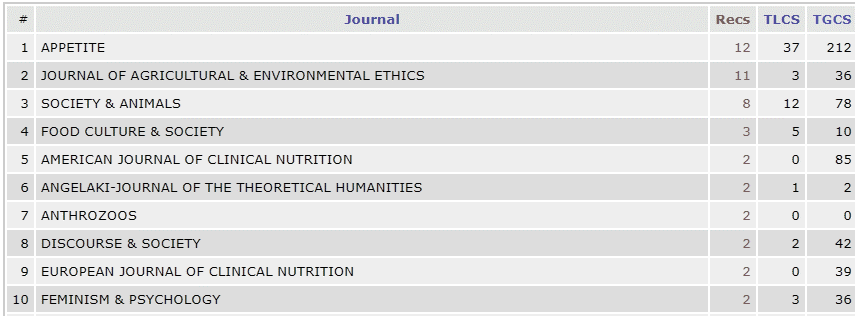 # Journal Recs TLCS TGCS
1 APPETITE 12 37 212
2 JOURNAL OF AGRICULTURAL & ENVIRONMENTAL ETHICS 11 3 36
3 SOCIETY & ANIMALS 8 12 78
4 FOOD CULTURE & SOCIETY 3 5 10
5 AMERICAN JOURNAL OF CLINICAL NUTRITION 2 0 85
6 ANGELAKI-JOURNAL OF THE THEORETICAL HUMANITIES 2 1 2
7 ANTHROZOOS 2 0 0
8 DISCOURSE & SOCIETY 2 2 42
9 EUROPEAN JOURNAL OF CLINICAL NUTRITION 2 0 39
10 FEMINISM & PSYCHOLOGY 2 3 36